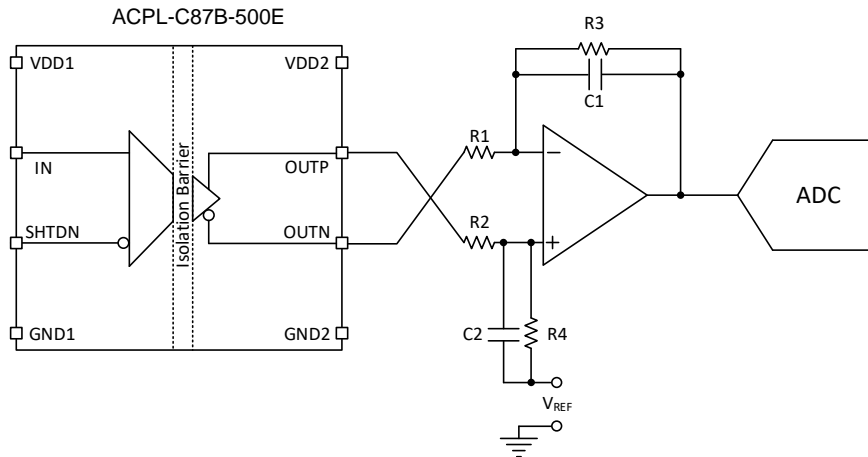 ACPL-C87B-500E
VDD1
VDD2
IN
Isolation Barrier
OUTP
SHTDN
OUTN
GND1
GND2
R1
R2
R3
C1
−
+
C2
R4
VREF
ADC